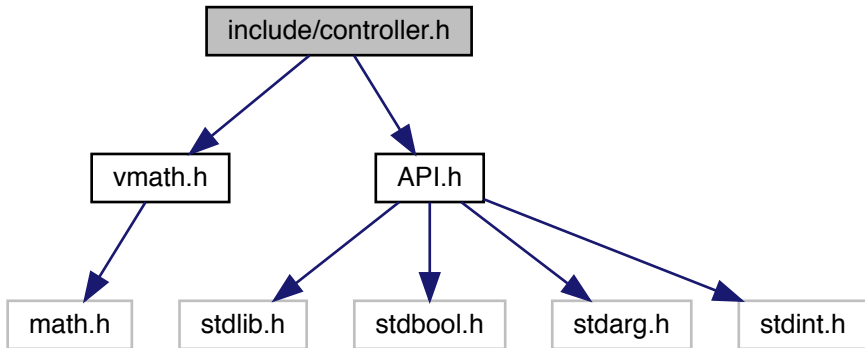 include/controller.h
vmath.h
API.h
math.h
stdlib.h
stdbool.h
stdarg.h
stdint.h